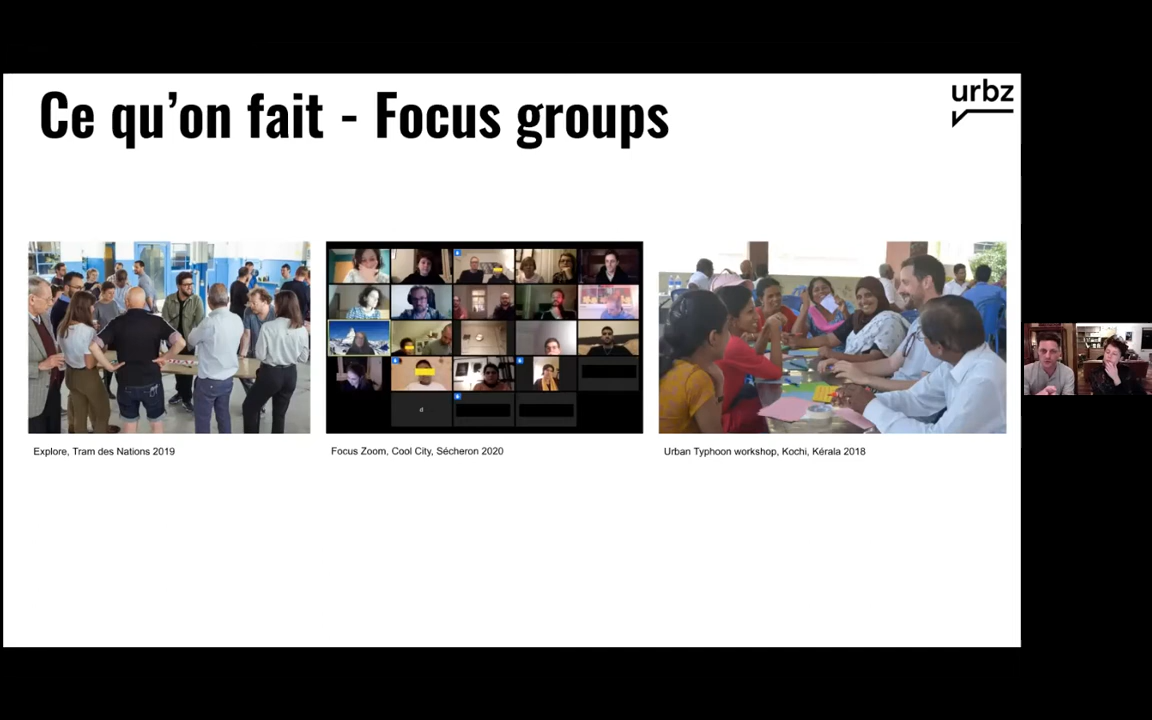 Ce qu'on fait - Focus groups
urbz
Explore, Tram des Nations 2019
Focus Zoom, Cool City, Sécheron 2020
Urban Typhoon workshop, Kochi, Kérala 2018